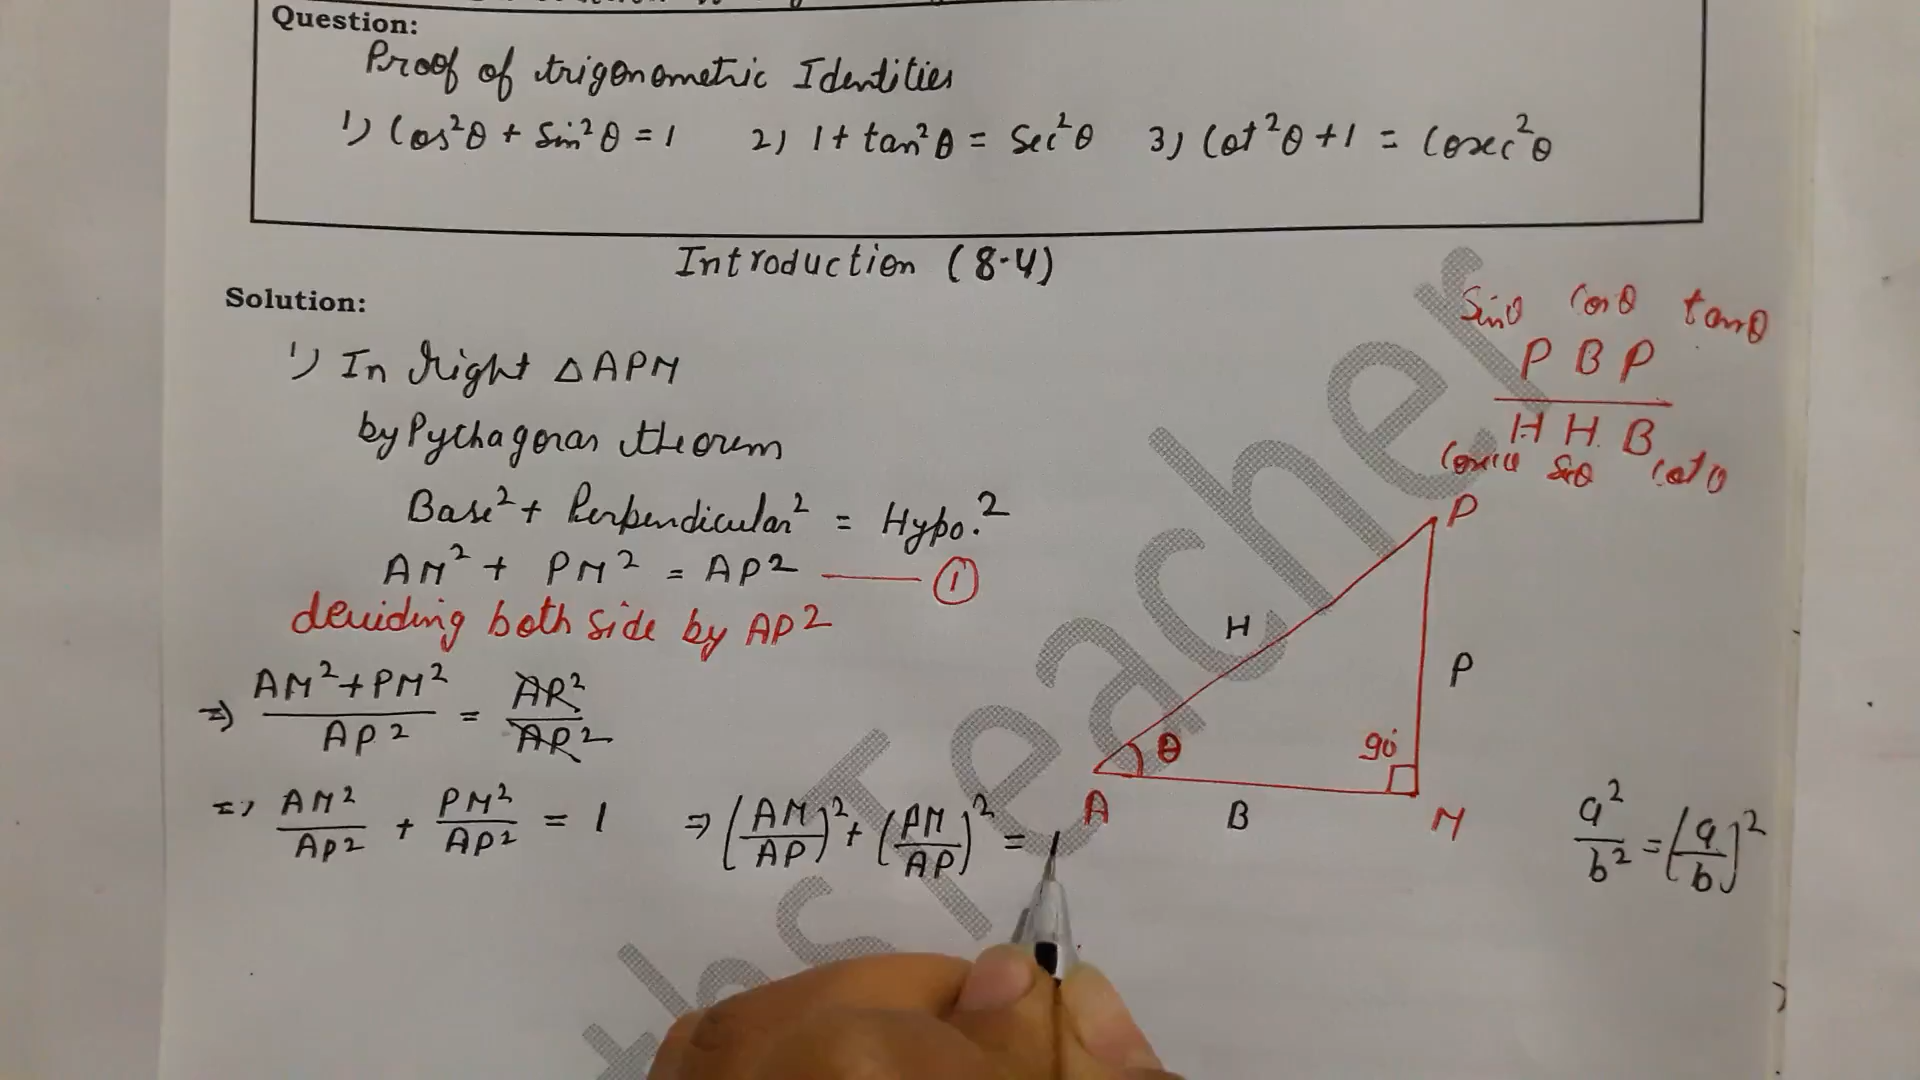 Question:
Proof of trigonometric Identities
1) Cos²θ + Sin²θ = 1 2) 1 + tan²θ = Sec²θ 3) Cot²θ + 1 = Cosec²θ
Introduction (8.4)
Solution:
1) In right △APM
by Pythagoras theorem
Base² + Perpendicular² = Hypo.²
AM² + PM² = AP² —— ①
deviding both side by AP²
⇒ (AM² + PM²)/AP² = AP²/AP²
⇒ AM²/AP² + PM²/AP² = 1 ⇒ (AM/AP)² + (PM/AP)² = 1
Sinθ Cosθ tanθ
P B P
H H B
Cosecθ Secθ Cotθ
P
H
P
θ
90°
A B M
a²/b² = (a/b)²
hsTeacher